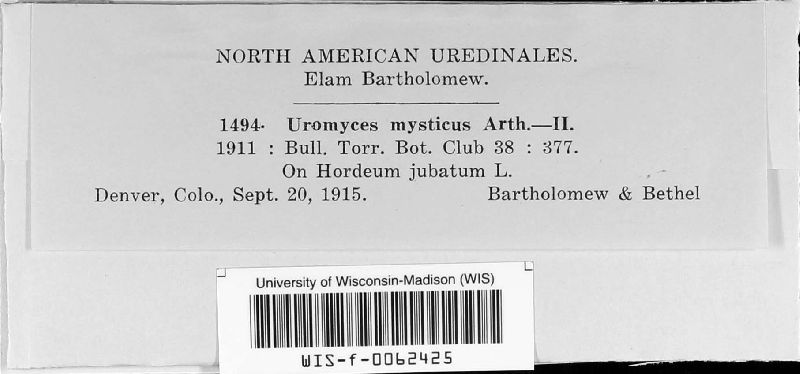 NORTH AMERICAN UREDINALES.
Elam Bartholomew.
1494. Uromyces mysticus Arth.—II.
1911 : Bull. Torr. Bot. Club 38 : 377.
On Hordeum jubatum L.
Denver, Colo., Sept. 20, 1915. Bartholomew & Bethel
University of Wisconsin-Madison (WIS)
WIS-f-0062425